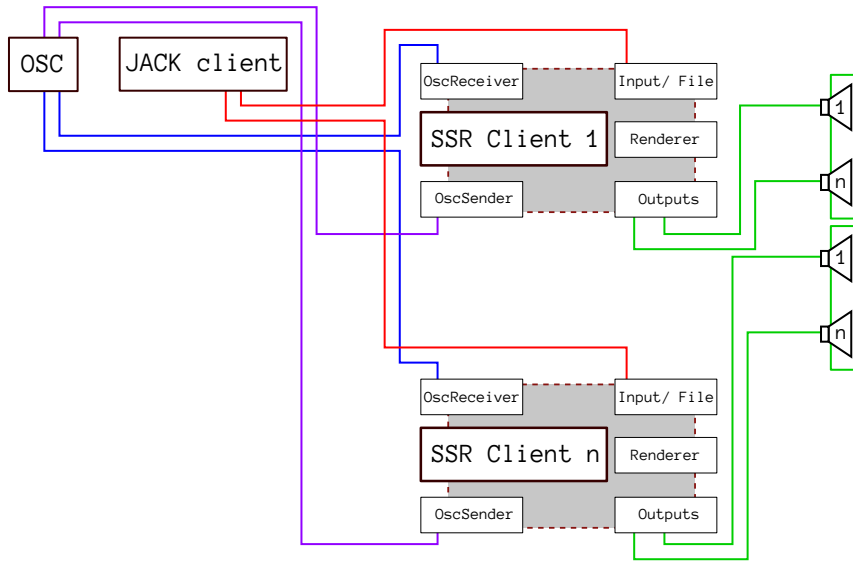 OSC
JACK client
OscReceiver
Input/ File
SSR Client 1
Renderer
OscSender
Outputs
1
n
1
n
OscReceiver
Input/ File
SSR Client n
Renderer
OscSender
Outputs